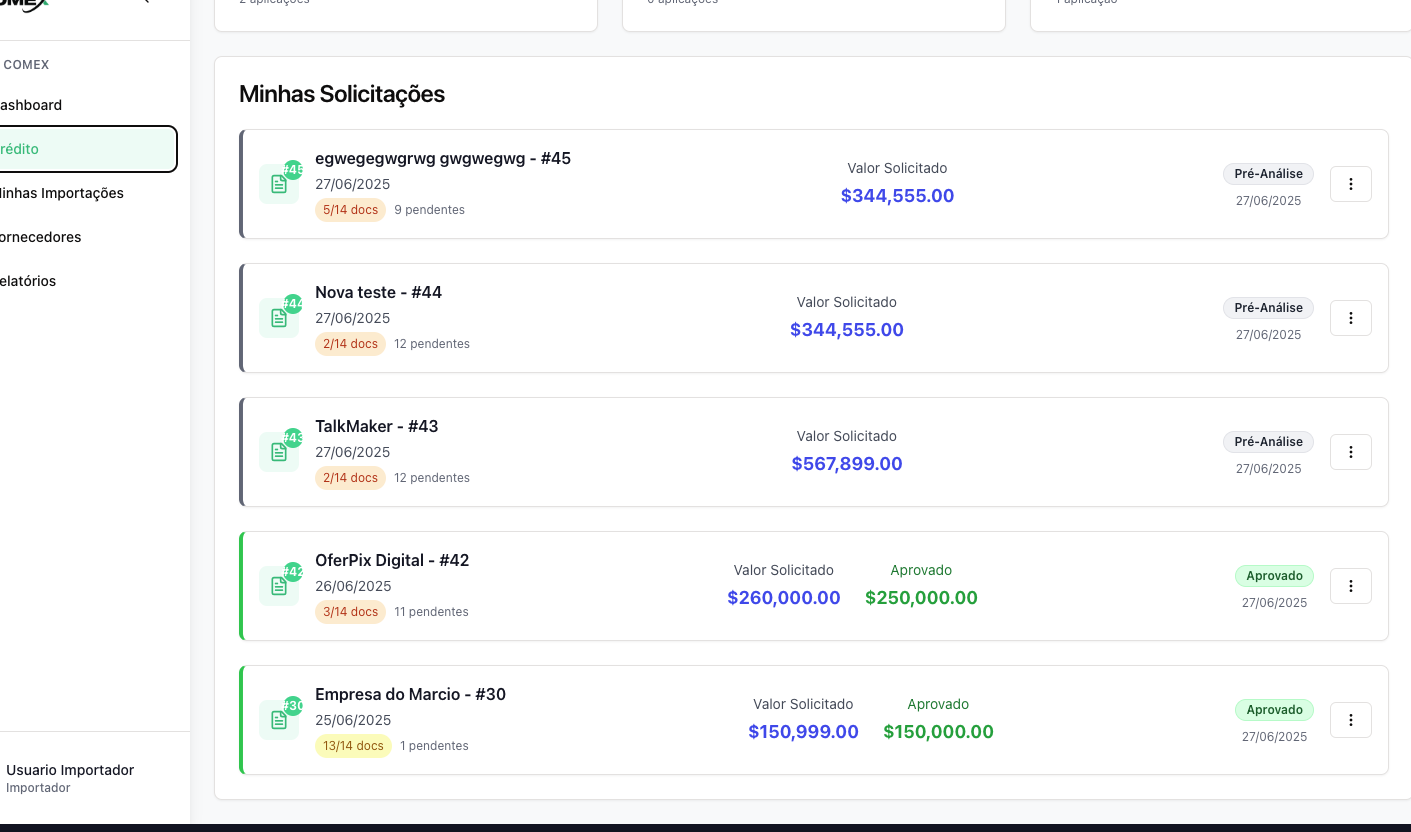 2 aplicações
0 aplicações
1 aplicação
COMEX
ashboard
rédito
inhas Importações
ornecedores
elatórios
Usuario Importador
Importador
Minhas Solicitações
#45
egwegegwgrwg gwgwegwg - #45
27/06/2025
5/14 docs 9 pendentes
Valor Solicitado
$344,555.00
Pré-Análise
27/06/2025
#44
Nova teste - #44
27/06/2025
2/14 docs 12 pendentes
Valor Solicitado
$344,555.00
Pré-Análise
27/06/2025
#43
TalkMaker - #43
27/06/2025
2/14 docs 12 pendentes
Valor Solicitado
$567,899.00
Pré-Análise
27/06/2025
#42
OferPix Digital - #42
26/06/2025
3/14 docs 11 pendentes
Valor Solicitado Aprovado
$260,000.00 $250,000.00
Aprovado
27/06/2025
#30
Empresa do Marcio - #30
25/06/2025
13/14 docs 1 pendentes
Valor Solicitado Aprovado
$150,999.00 $150,000.00
Aprovado
27/06/2025